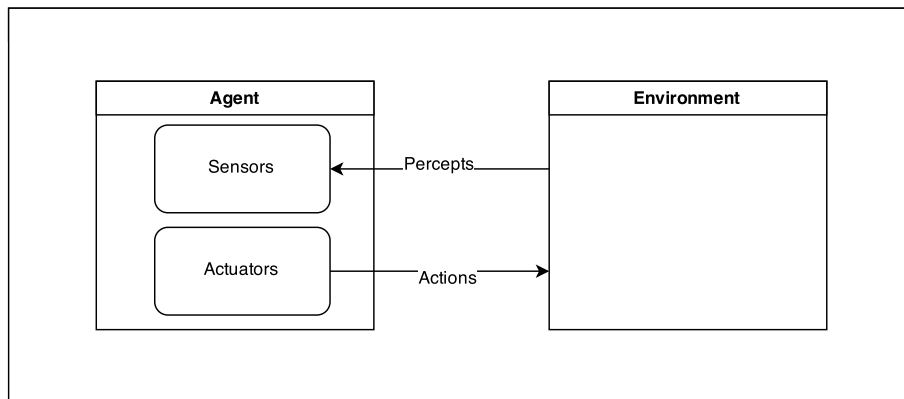 Agent
Environment
Sensors
Percepts
Actuators
Actions